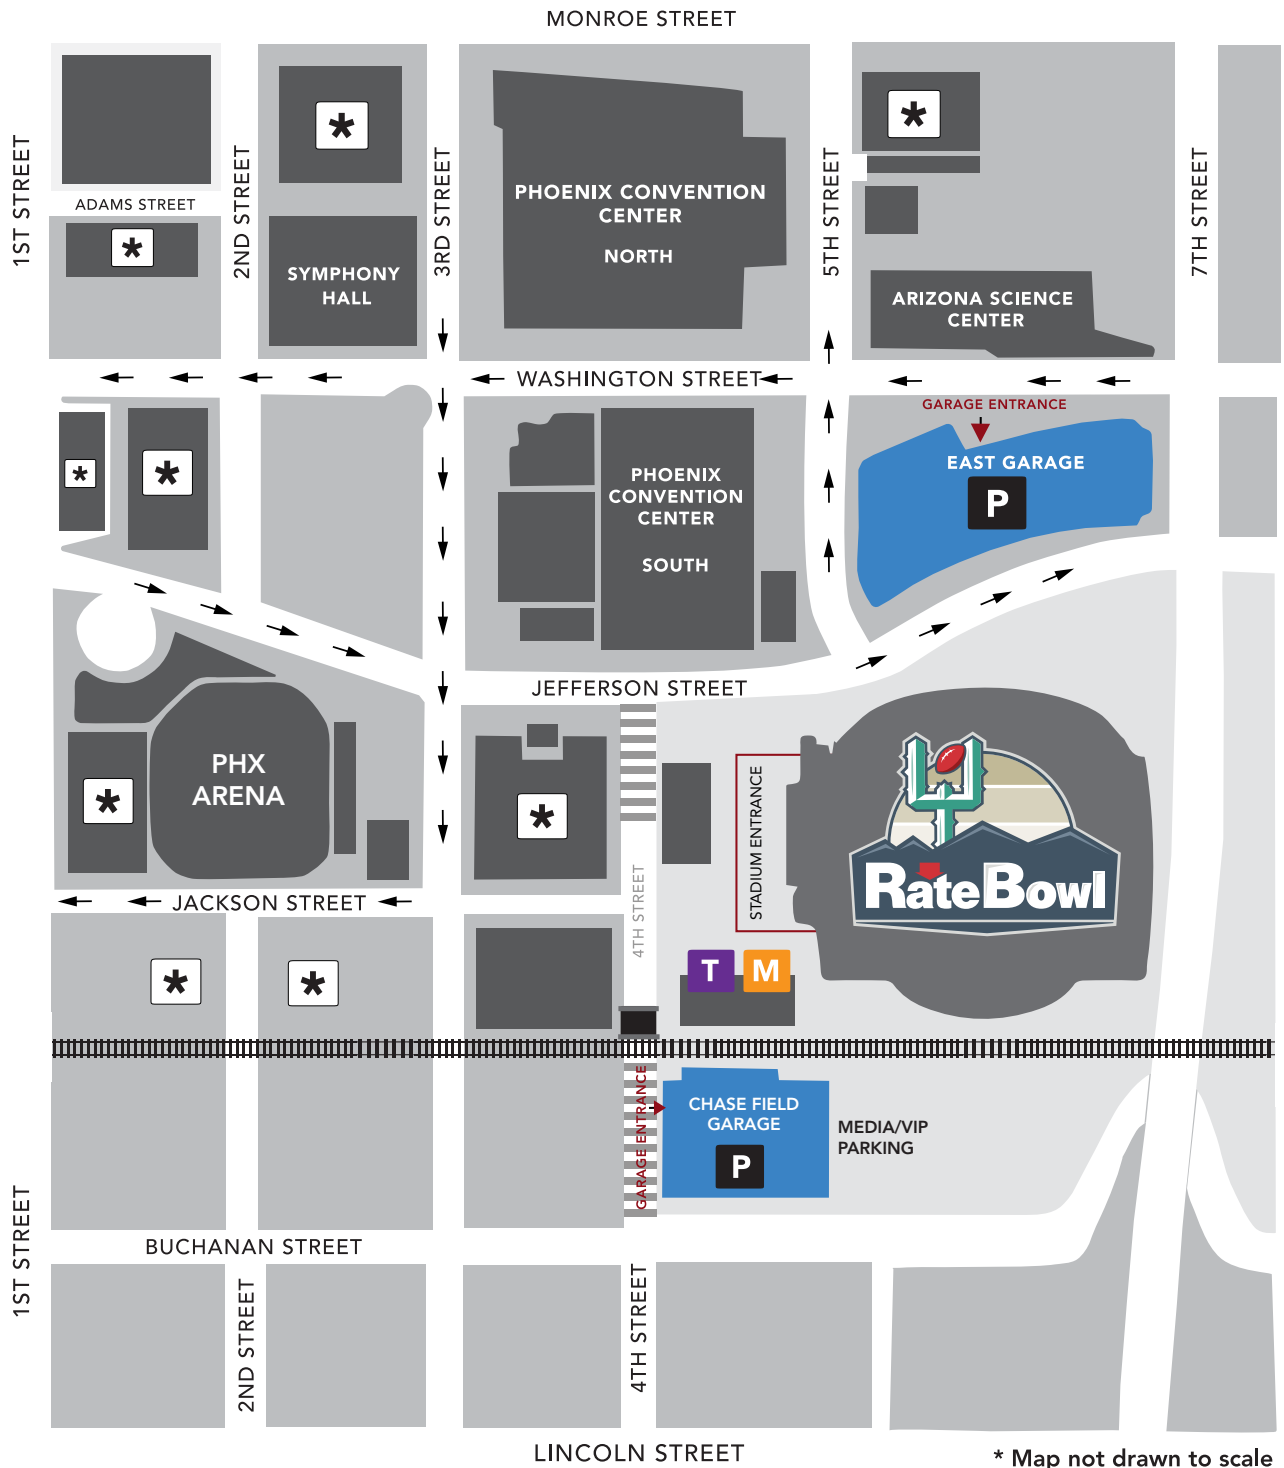 MONROE STREET
1ST STREET
ADAMS STREET
*
2ND STREET
*
SYMPHONY
HALL
3RD STREET
PHOENIX CONVENTION
CENTER
NORTH
5TH STREET
*
ARIZONA SCIENCE
CENTER
7TH STREET
WASHINGTON STREET
*
*
PHOENIX
CONVENTION
CENTER
SOUTH
GARAGE ENTRANCE
EAST GARAGE
P
JEFFERSON STREET
PHX
ARENA
*
*
4TH STREET
STADIUM ENTRANCE
RateBowl
JACKSON STREET
*
*
T
M
GARAGE ENTRANCE
CHASE FIELD
GARAGE
P
MEDIA/VIP
PARKING
1ST STREET
BUCHANAN STREET
2ND STREET
4TH STREET
LINCOLN STREET
* Map not drawn to scale